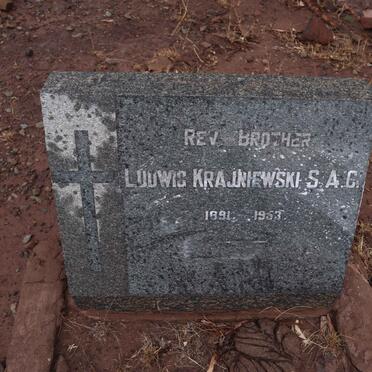 REV. BROTHER
LUDWIG KRAJNIEWSKI S.A.C.
1891 1953